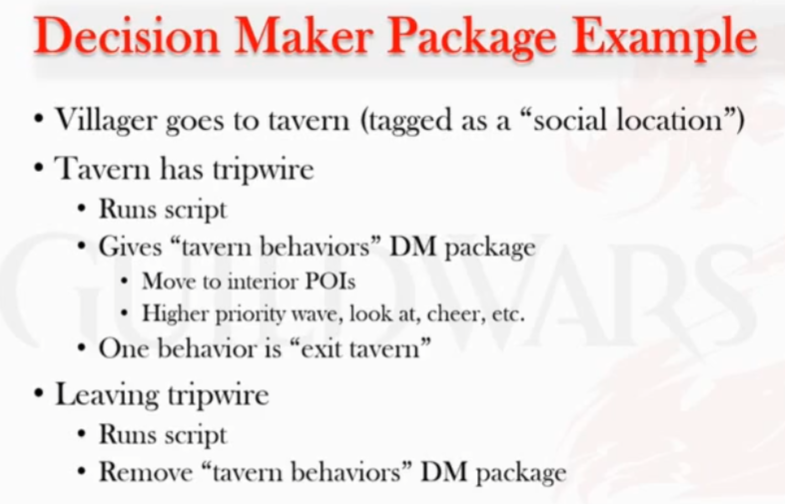 Decision Maker Package Example
• Villager goes to tavern (tagged as a “social location”)
• Tavern has tripwire
• Runs script
• Gives “tavern behaviors” DM package
• Move to interior POIs
• Higher priority wave, look at, cheer, etc.
• One behavior is “exit tavern”
• Leaving tripwire
• Runs script
• Remove “tavern behaviors” DM package
GUILDWARS